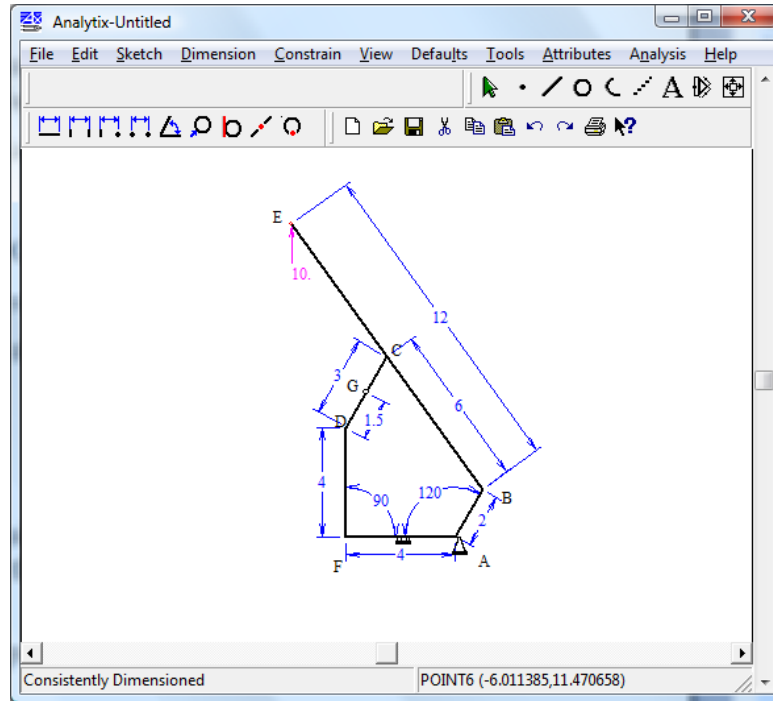 Analytix-Untitled
File Edit Sketch Dimension Constrain View Defaults Tools Attributes Analysis Help
A
E
10.
12
C
3
G
6
1.5
D
4
90
120
B
2
4
F
A
Consistently Dimensioned
POINT6 (-6.011385,11.470658)